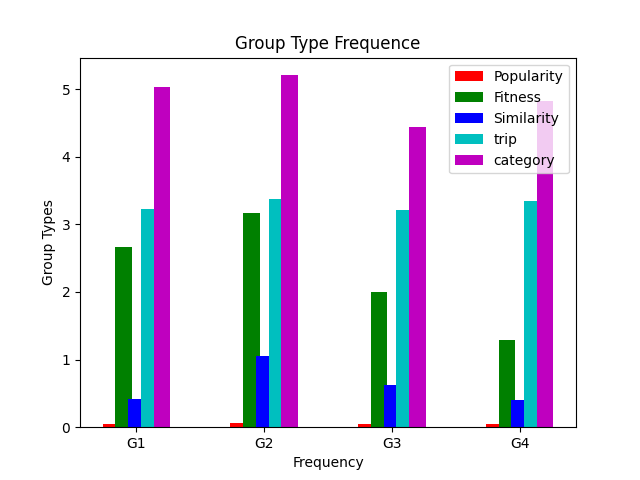 Group Type Frequence
Popularity
Fitness
Similarity
trip
category
Group Types
5
4
3
2
1
0
G1 G2 G3 G4
Frequency